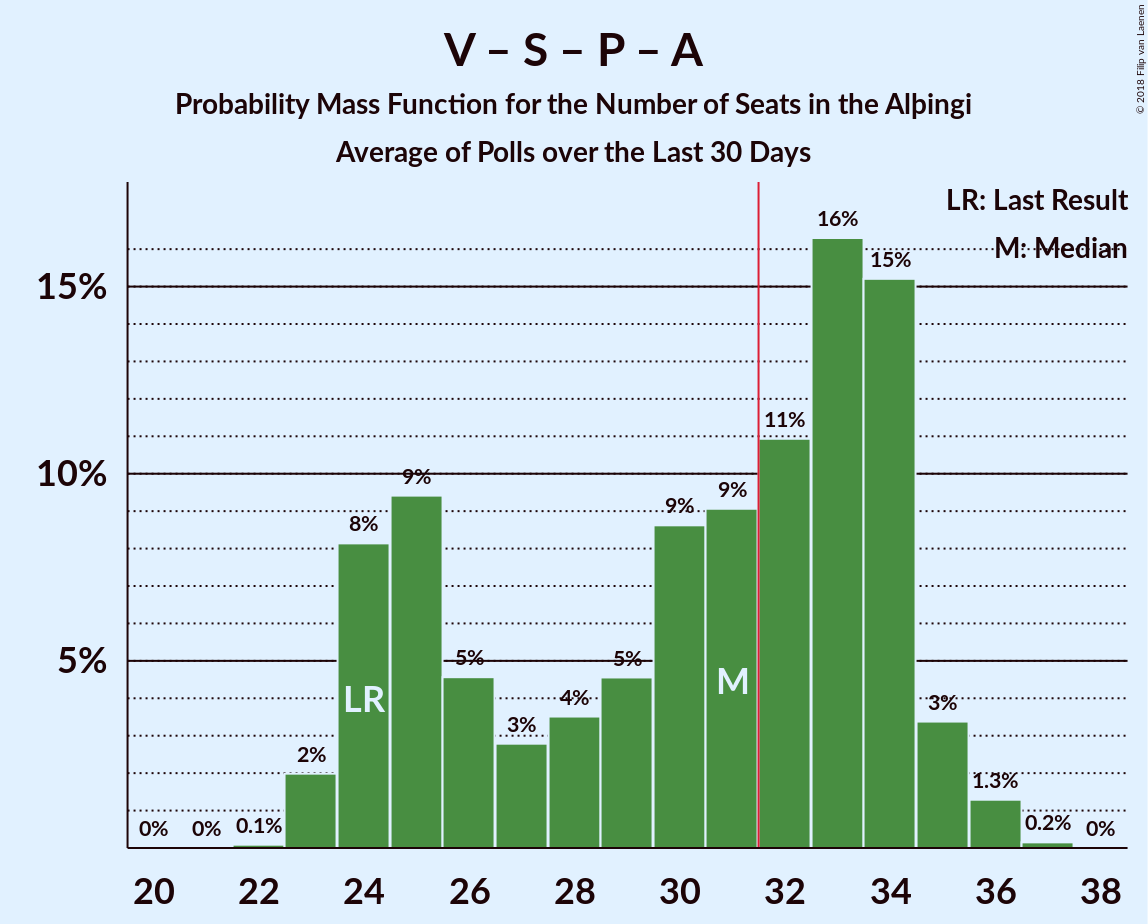 V – S – P – A
Probability Mass Function for the Number of Seats in the Alþingi
Average of Polls over the Last 30 Days
© 2018 Filip van Laenen
LR: Last Result
M: Median
15%
10%
5%
0%
0%
0.1%
2%
8%
9%
5%
3%
4%
5%
9%
9%
11%
16%
15%
3%
1.3%
0.2%
0%
LR
M
20 22 24 26 28 30 32 34 36 38